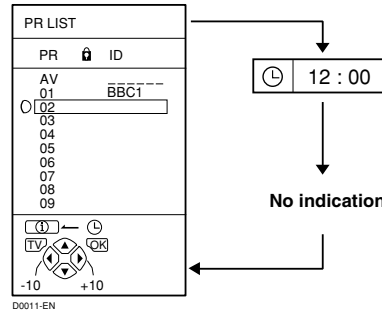 PR LIST
PR ID
AV _ _ _ _ _ _
01 BBC1
02
03
04
05
06
07
08
09
i
TV OK
-10 +10
12 : 00
No indication
D0011-EN